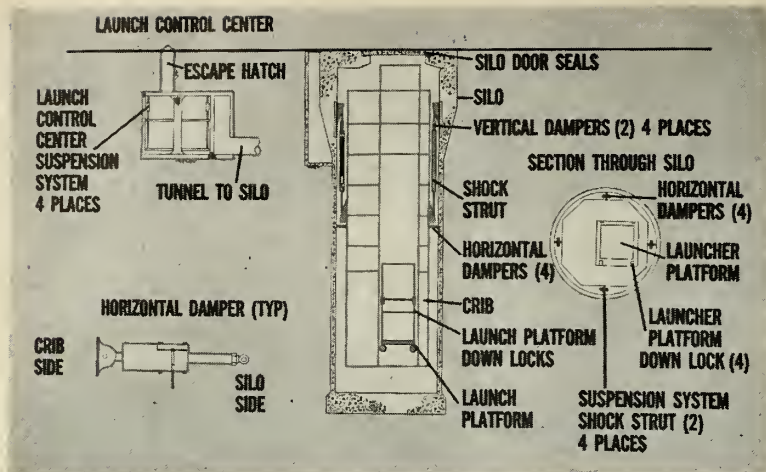 LAUNCH CONTROL CENTER
ESCAPE HATCH
LAUNCH
CONTROL
CENTER
SUSPENSION
SYSTEM
4 PLACES
TUNNEL TO SILO
SILO DOOR SEALS
SILO
VERTICAL DAMPERS (2) 4 PLACES
SHOCK
STRUT
HORIZONTAL
DAMPERS (4)
CRIB
LAUNCH PLATFORM
DOWN LOCKS
LAUNCH
PLATFORM
SECTION THROUGH SILO
HORIZONTAL
DAMPERS (4)
LAUNCHER
PLATFORM
LAUNCHER
PLATFORM
DOWN LOCK (4)
SUSPENSION SYSTEM
SHOCK STRUT (2)
4 PLACES
HORIZONTAL DAMPER (TYP)
CRIB
SIDE
SILO
SIDE